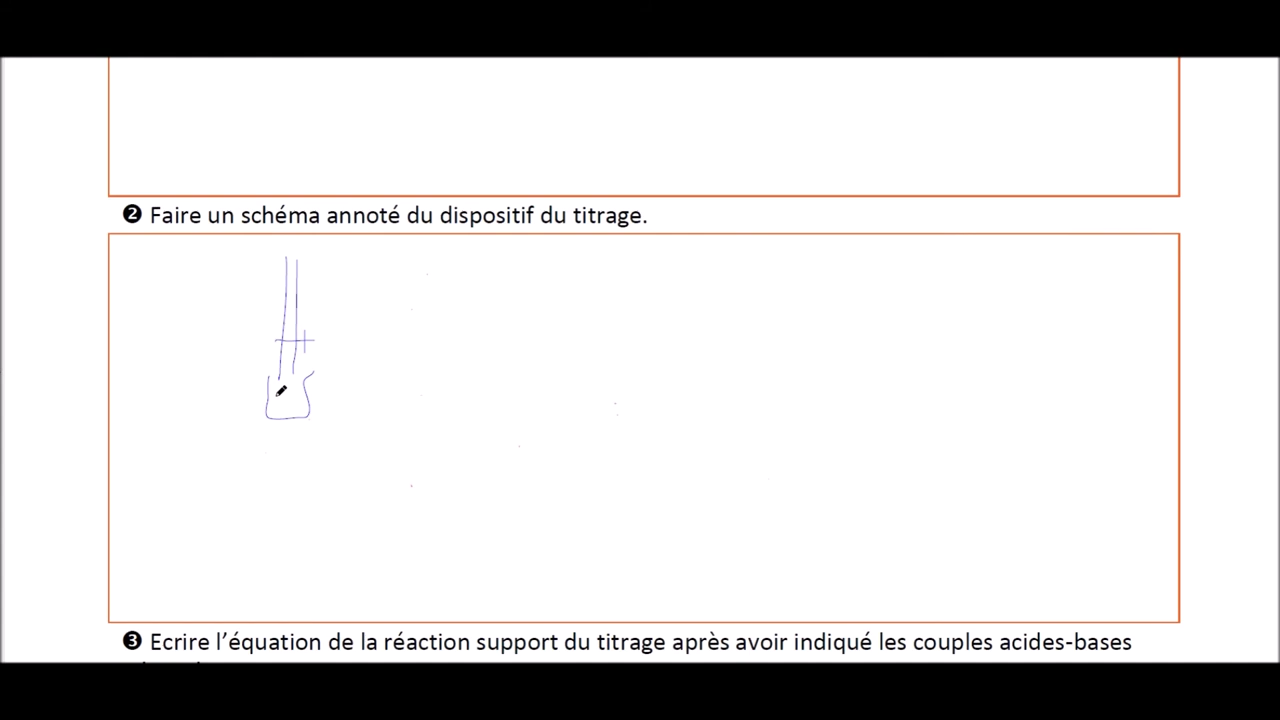 ❷ Faire un schéma annoté du dispositif du titrage.
❸ Ecrire l’équation de la réaction support du titrage après avoir indiqué les couples acides-bases